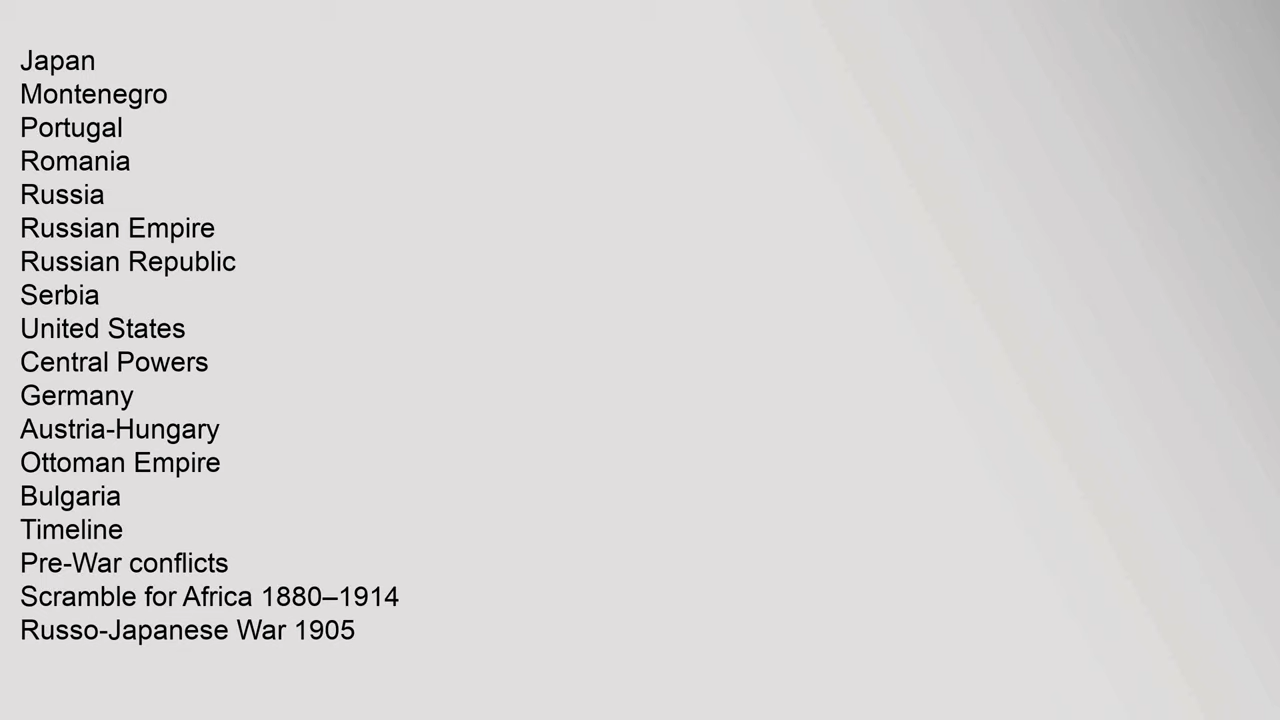 Japan
Montenegro
Portugal
Romania
Russia
Russian Empire
Russian Republic
Serbia
United States
Central Powers
Germany
Austria-Hungary
Ottoman Empire
Bulgaria
Timeline
Pre-War conflicts
Scramble for Africa 1880–1914
Russo-Japanese War 1905